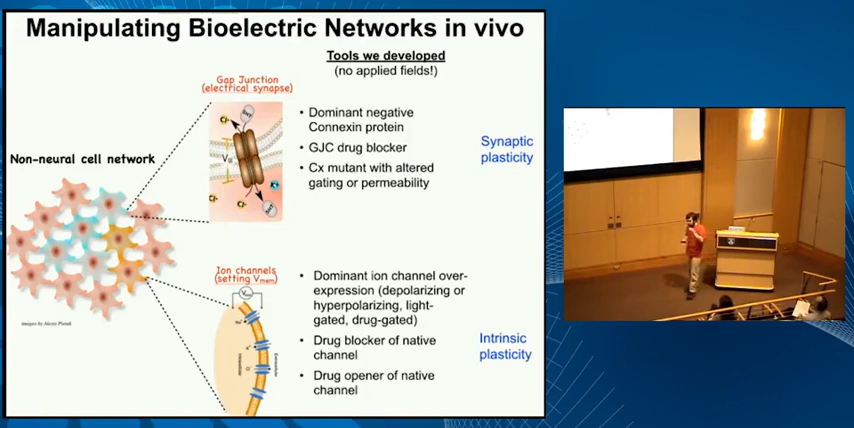 Manipulating Bioelectric Networks in vivo
Tools we developed
(no applied fields!)
Gap Junction
(electrical synapse)
• Dominant negative
Connexin protein
• GJC drug blocker
• Cx mutant with altered
gating or permeability
Synaptic
plasticity
Non-neural cell network
Ion channels
(setting Vmem)
• Dominant ion channel over-
expression (depolarizing or
hyperpolarizing, light-
gated, drug-gated)
• Drug blocker of native
channel
• Drug opener of native
channel
Intrinsic
plasticity
images by Alexis Pietak